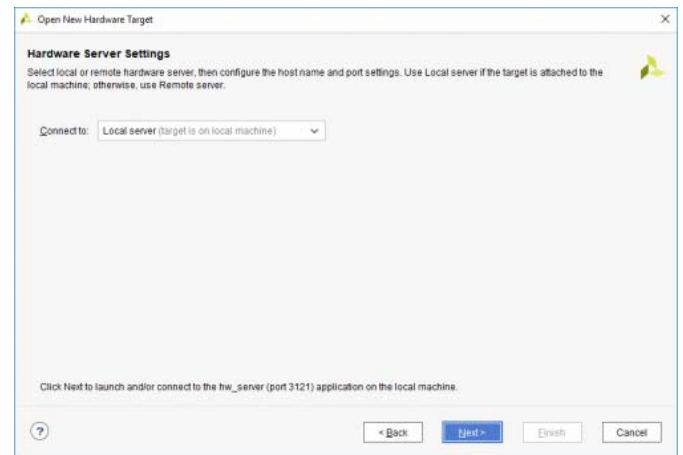 Open New Hardware Target
Hardware Server Settings
Select local or remote hardware server, then configure the host name and port settings. Use Local server if the target is attached to the
local machine; otherwise, use Remote server.
Connect to: Local server (target is on local machine)
Click Next to launch and/or connect to the hw_server (port 3121) application on the local machine.
? < Back Next > Finish Cancel